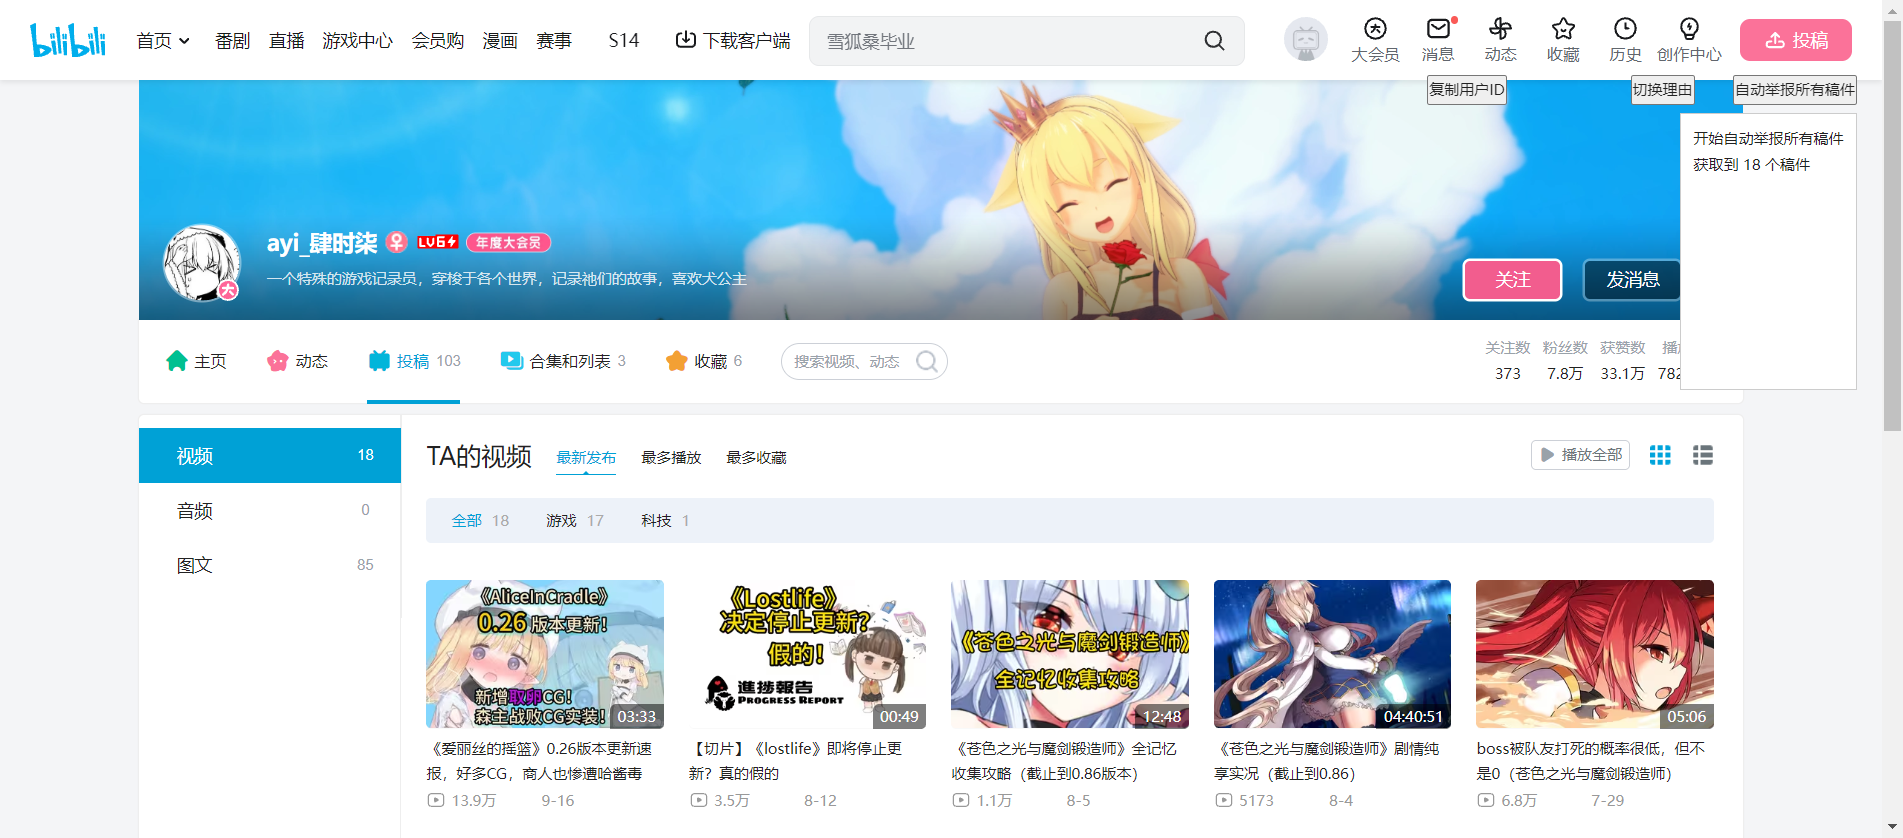 bilibili
首页 番剧 直播 游戏中心 会员购 漫画 赛事 S14 下载客户端
雪狐桑毕业
大会员 消息 动态 收藏 历史 创作中心 投稿
复制用户ID 切换理由 自动举报所有稿件
开始自动举报所有稿件
获取到 18 个稿件
ayi_肆时柒 LV6 年度大会员
大
一个特殊的游戏记录员，穿梭于各个世界，记录祂们的故事，喜欢犬公主
关注 发消息
主页 动态 投稿 103 合集和列表 3 收藏 6 搜索视频、动态
关注数 粉丝数 获赞数
373 7.8万 33.1万 782
视频 18
音频 0
图文 85
TA的视频 最新发布 最多播放 最多收藏 播放全部
全部 18 游戏 17 科技 1
《AliceInCradle》
0.26 版本更新!
新增取卵CG!
森主战败CG实装!
03:33
《爱丽丝的摇篮》0.26版本更新速
报，好多CG，商人也惨遭哈酱毒
13.9万 9-16
《Lostlife》
决定停止更新?
假的!
進捗報告
PROGRESS REPORT
00:49
【切片】《lostlife》即将停止更
新？真的假的
3.5万 8-12
《苍色之光与魔剑锻造师》
全记忆收集攻略
12:48
《苍色之光与魔剑锻造师》全记忆
收集攻略（截止到0.86版本）
1.1万 8-5
04:40:51
《苍色之光与魔剑锻造师》剧情纯
享实况（截止到0.86）
5173 8-4
05:06
boss被队友打死的概率很低，但不
是0（苍色之光与魔剑锻造师）
6.8万 7-29